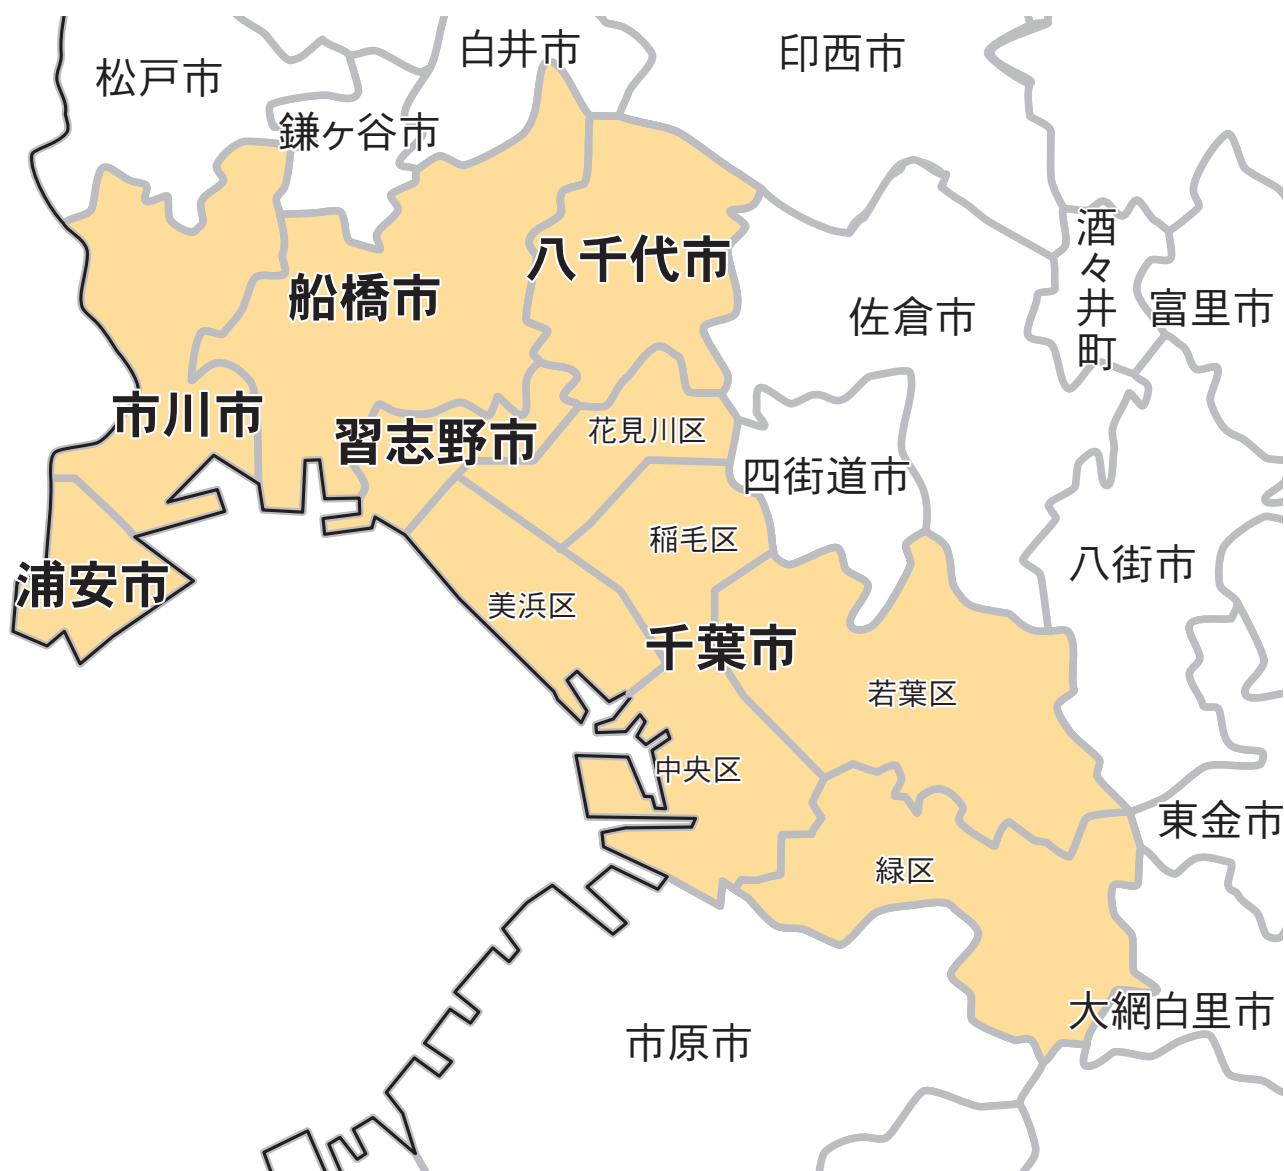 白井市
印西市
松戸市
鎌ヶ谷市
酒々井町
八千代市
船橋市
富里市
佐倉市
市川市
習志野市
花見川区
四街道市
稲毛区
八街市
浦安市
美浜区
千葉市
若葉区
中央区
東金市
緑区
大網白里市
市原市